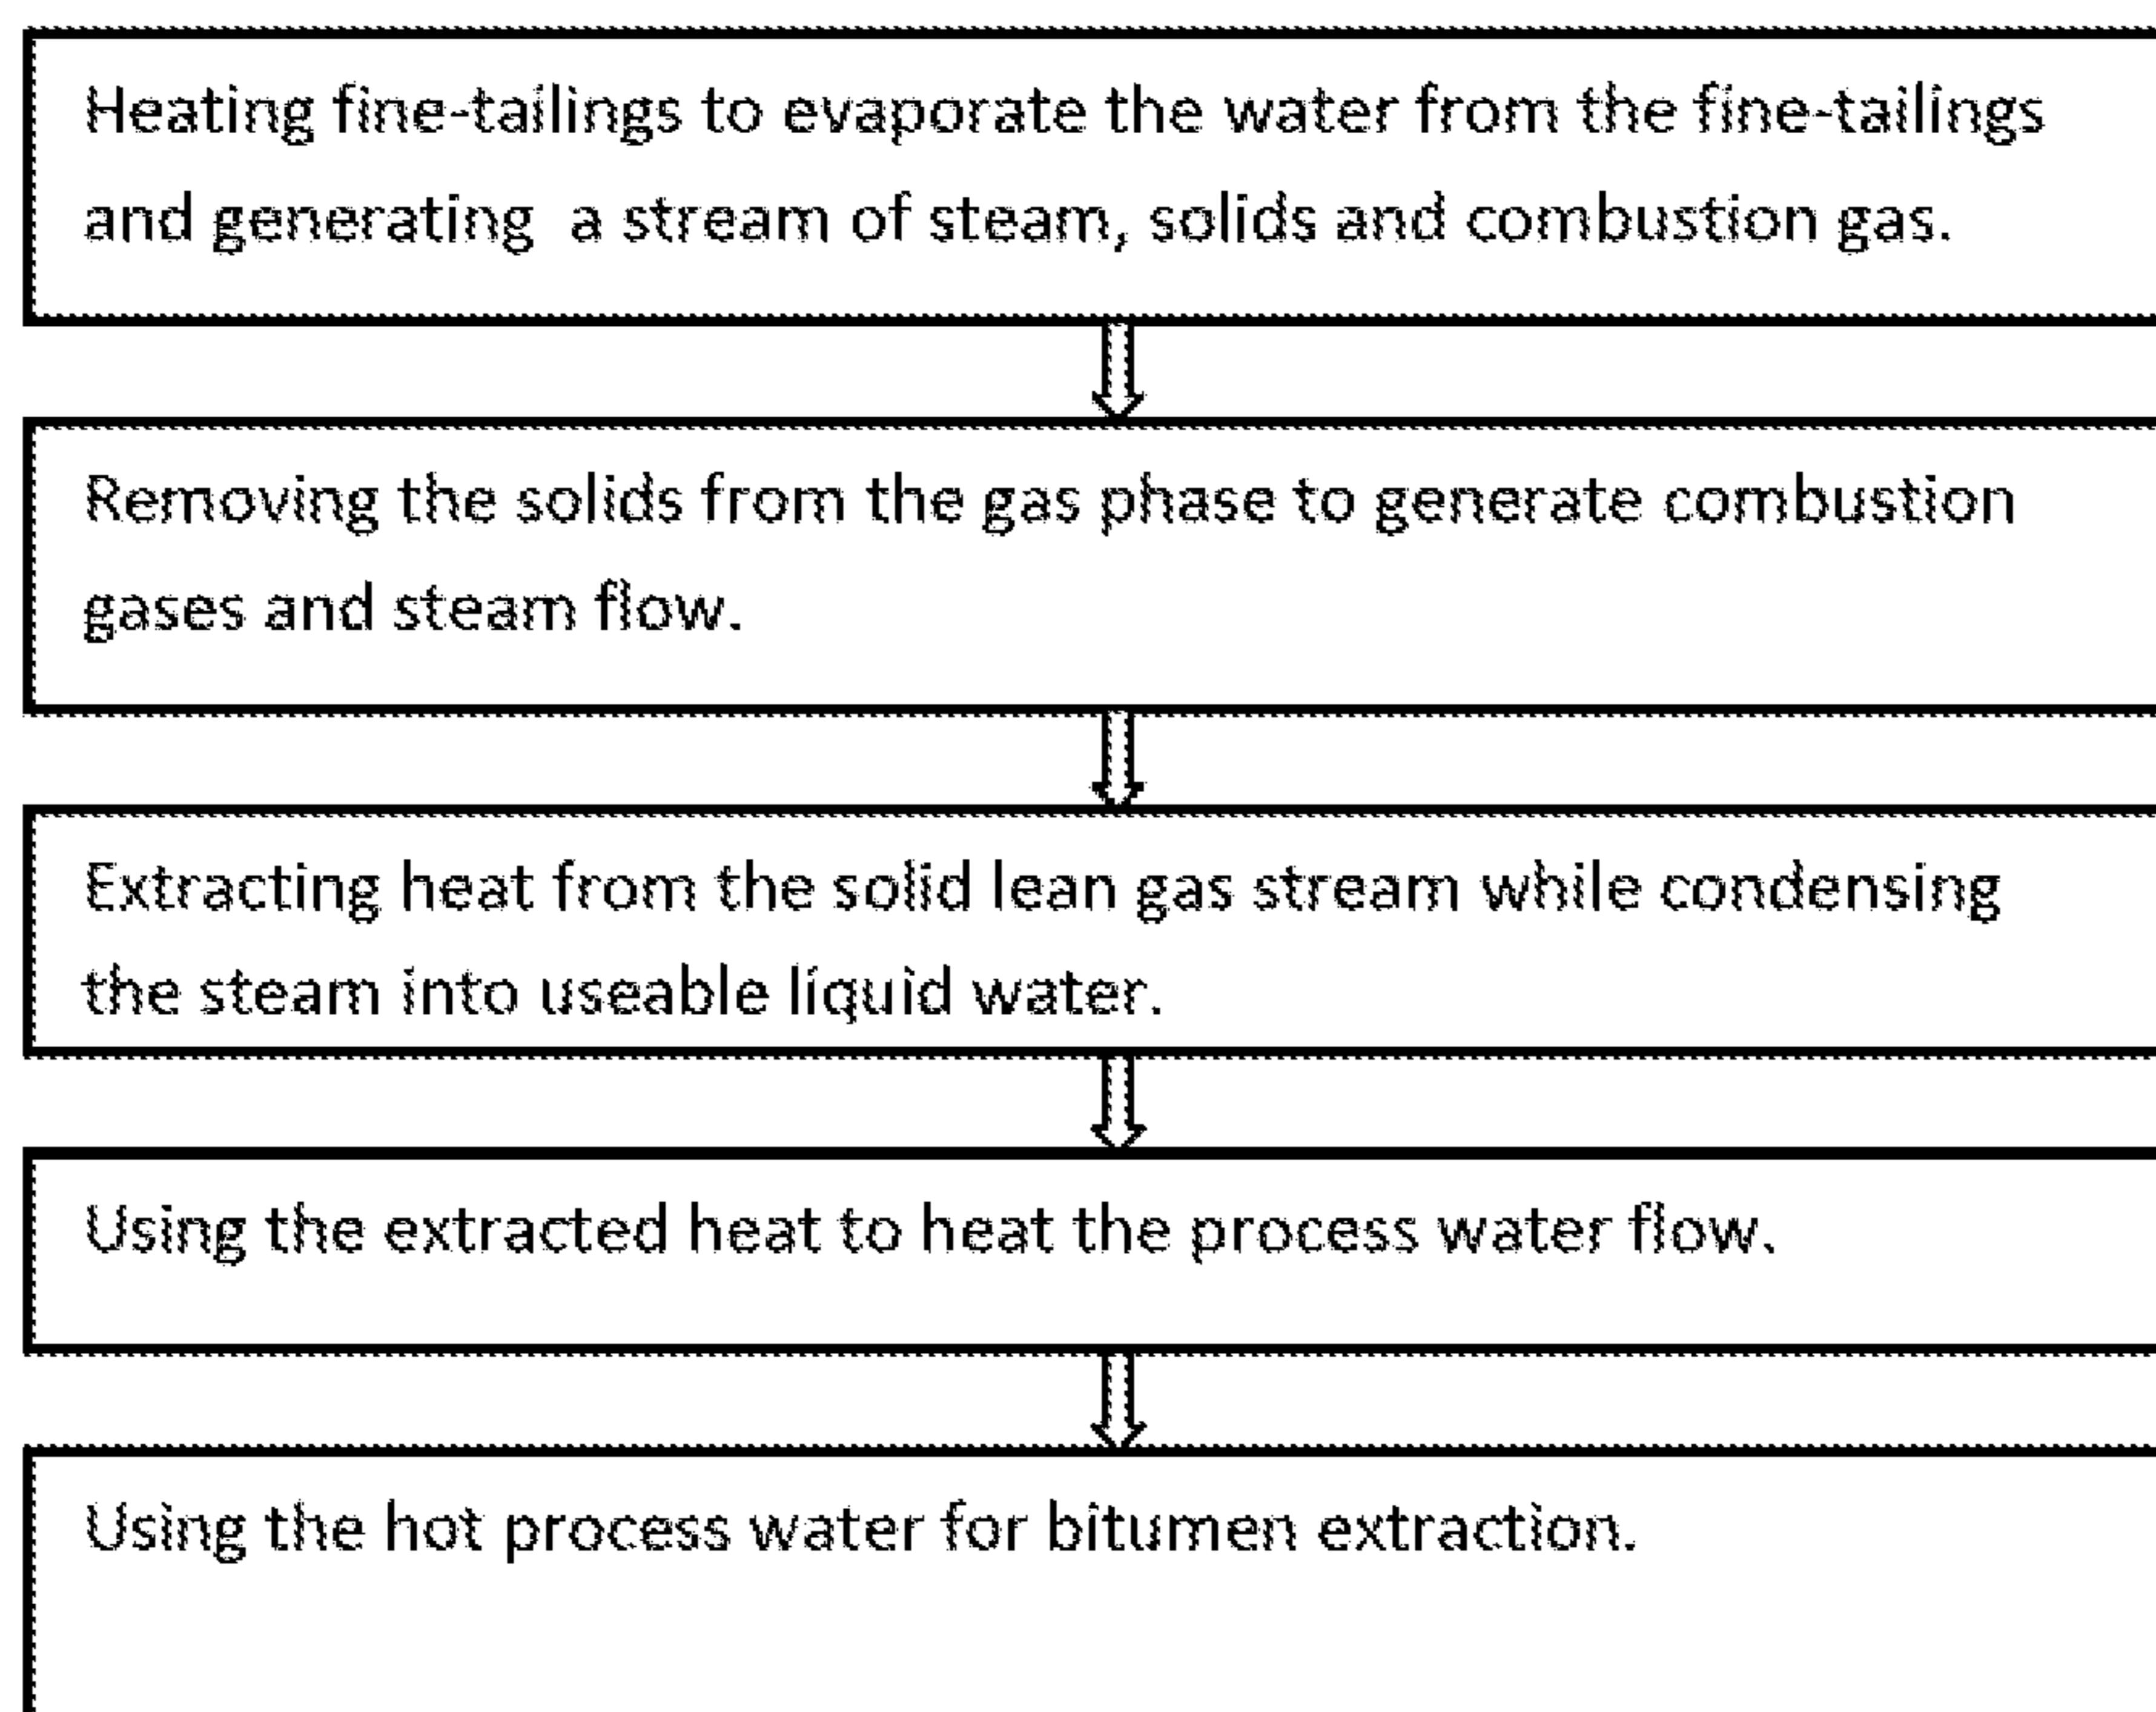 Heating fine-tailings to evaporate the water from the fine-tailings
and generating a stream of steam, solids and combustion gas.
Removing the solids from the gas phase to generate combustion
gases and steam flow.
Extracting heat from the solid lean gas stream while condensing
the steam into useable liquid water.
Using the extracted heat to heat the process water flow.
Using the hot process water for bitumen extraction.